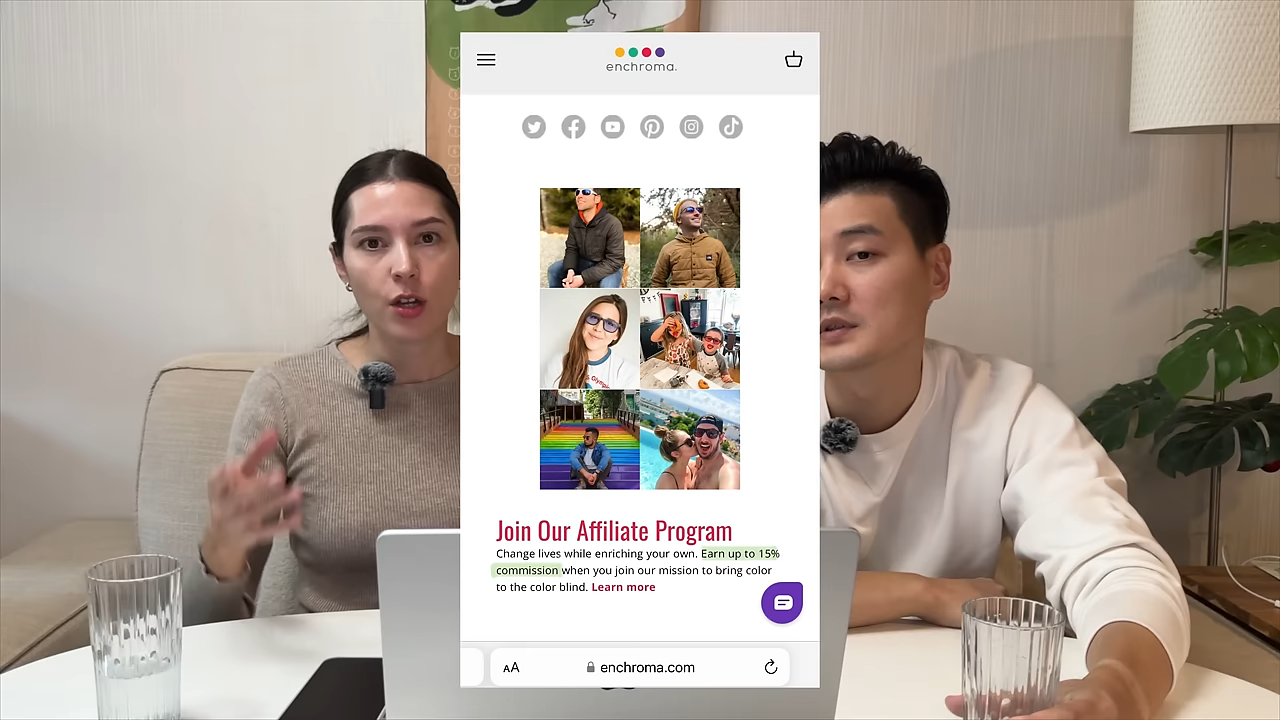 enchroma.
Join Our Affiliate Program
Change lives while enriching your own. Earn up to 15%
commission when you join our mission to bring color
to the color blind. Learn more
AA
enchroma.com